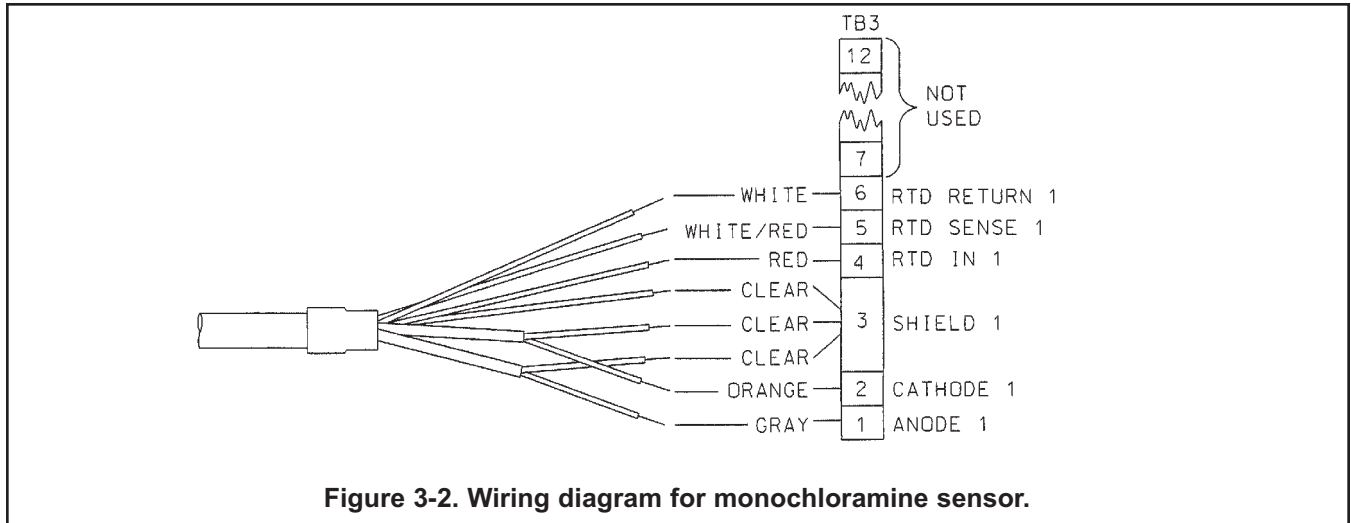 TB3
12
NOT
USED
7
WHITE 6 RTD RETURN 1
WHITE/RED 5 RTD SENSE 1
RED 4 RTD IN 1
CLEAR
CLEAR 3 SHIELD 1
CLEAR
ORANGE 2 CATHODE 1
GRAY 1 ANODE 1
Figure 3-2. Wiring diagram for monochloramine sensor.